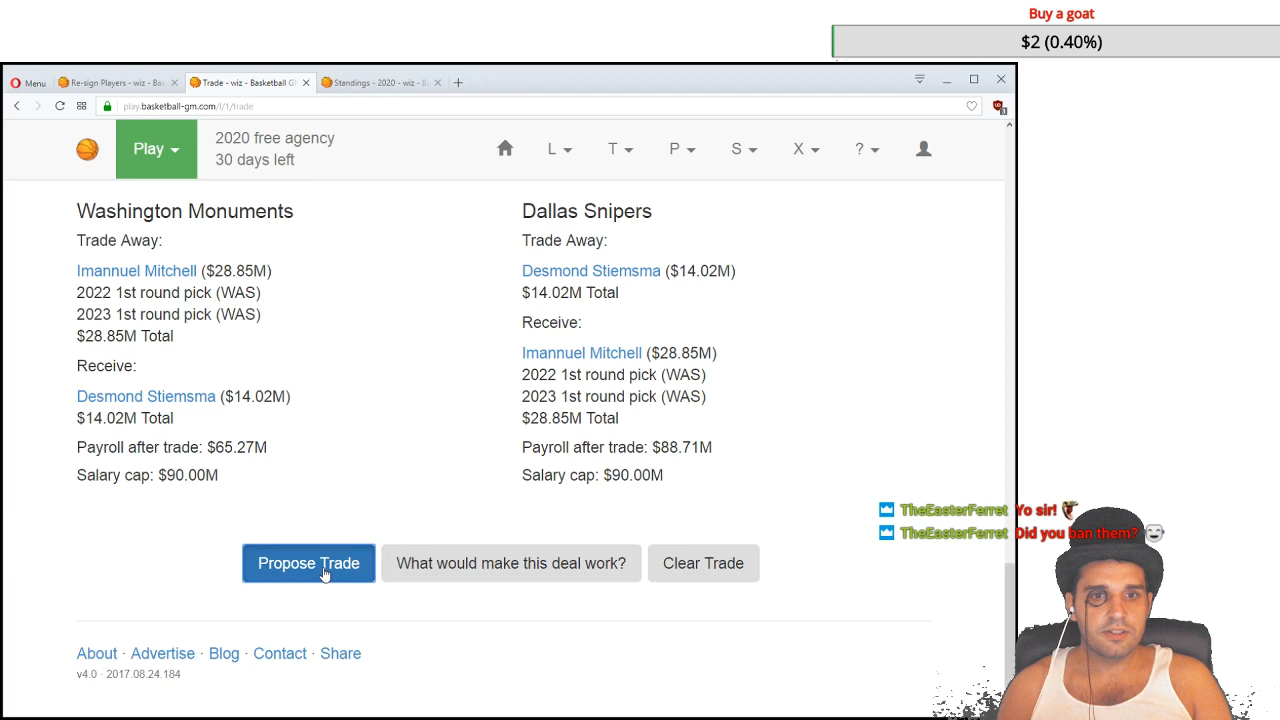 Buy a goat
$2 (0.40%)
Menu
Re-sign Players - wiz - Bas
Trade - wiz - Basketball G
Standings - 2020 - wiz - B
play.basketball-gm.com/l/1/trade
Play
2020 free agency
30 days left
L
T
P
S
X
?
Washington Monuments
Trade Away:
Imannuel Mitchell ($28.85M)
2022 1st round pick (WAS)
2023 1st round pick (WAS)
$28.85M Total
Receive:
Desmond Stiemsma ($14.02M)
$14.02M Total
Payroll after trade: $65.27M
Salary cap: $90.00M
Dallas Snipers
Trade Away:
Desmond Stiemsma ($14.02M)
$14.02M Total
Receive:
Imannuel Mitchell ($28.85M)
2022 1st round pick (WAS)
2023 1st round pick (WAS)
$28.85M Total
Payroll after trade: $88.71M
Salary cap: $90.00M
Propose Trade
What would make this deal work?
Clear Trade
TheEasterFerret Yo sir!
TheEasterFerret Did you ban them?
About · Advertise · Blog · Contact · Share
v4.0 · 2017.08.24.184